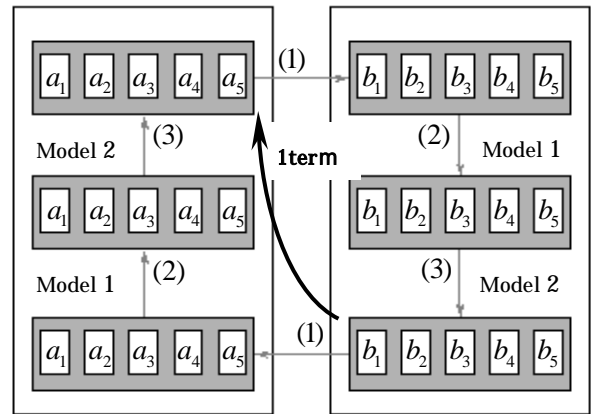 a₁ a₂ a₃ a₄ a₅ (1) b₁ b₂ b₃ b₄ b₅
(3) (2)
Model 2 1term Model 1
a₁ a₂ a₃ a₄ a₅ b₁ b₂ b₃ b₄ b₅
(2) (3)
Model 1 Model 2
(1)
a₁ a₂ a₃ a₄ a₅ b₁ b₂ b₃ b₄ b₅